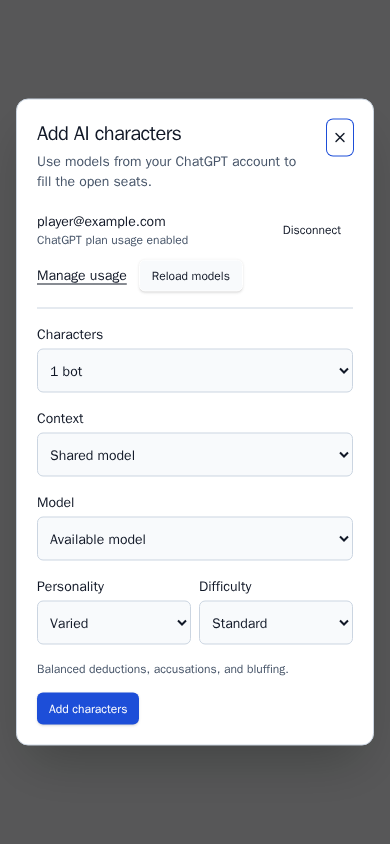 Add AI characters
Use models from your ChatGPT account to
fill the open seats.
player@example.com
ChatGPT plan usage enabled
Disconnect
Manage usage
Reload models
Characters
1 bot
Context
Shared model
Model
Available model
Personality
Difficulty
Varied
Standard
Balanced deductions, accusations, and bluffing.
Add characters